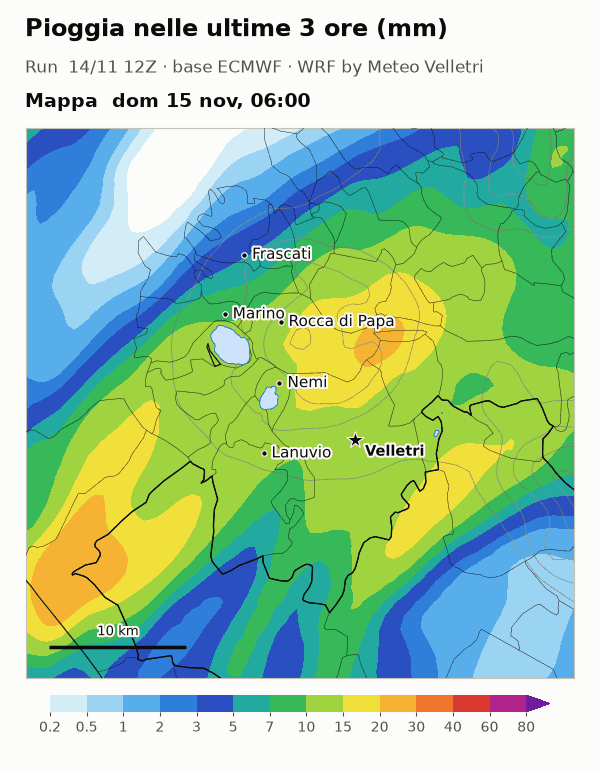 Pioggia nelle ultime 3 ore (mm)
Run  14/11 12Z · base ECMWF · WRF by Meteo Velletri
Mappa  dom 15 nov, 06:00
Frascati
Marino
Rocca di Papa
Nemi
Velletri
Lanuvio
10 km
0.2 0.5 1 2 3 5 7 10 15 20 30 40 60 80